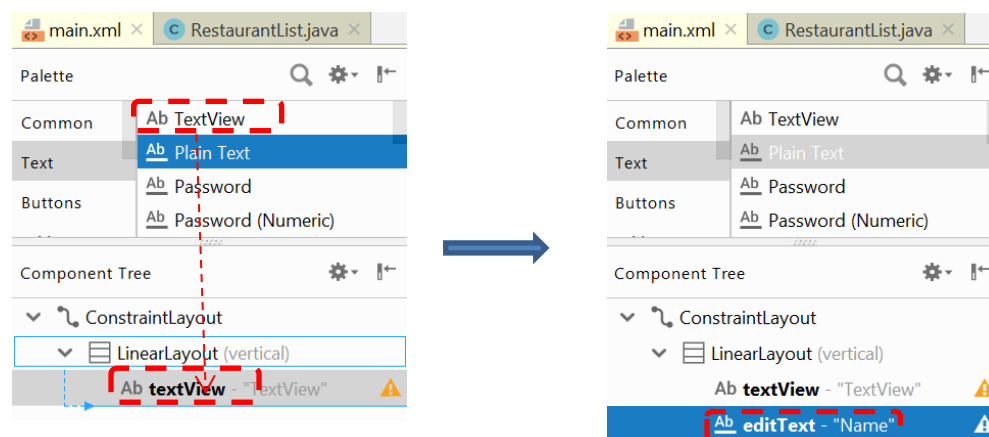 main.xml × C RestaurantList.java ×
Palette
Common
Text
Buttons
Ab TextView
Ab Plain Text
Ab Password
Ab Password (Numeric)
Component Tree
ConstraintLayout
LinearLayout (vertical)
Ab textView - "TextView"
main.xml × C RestaurantList.java ×
Palette
Common
Text
Buttons
Ab TextView
Ab Plain Text
Ab Password
Ab Password (Numeric)
Component Tree
ConstraintLayout
LinearLayout (vertical)
Ab textView - "TextView"
Ab editText - "Name"